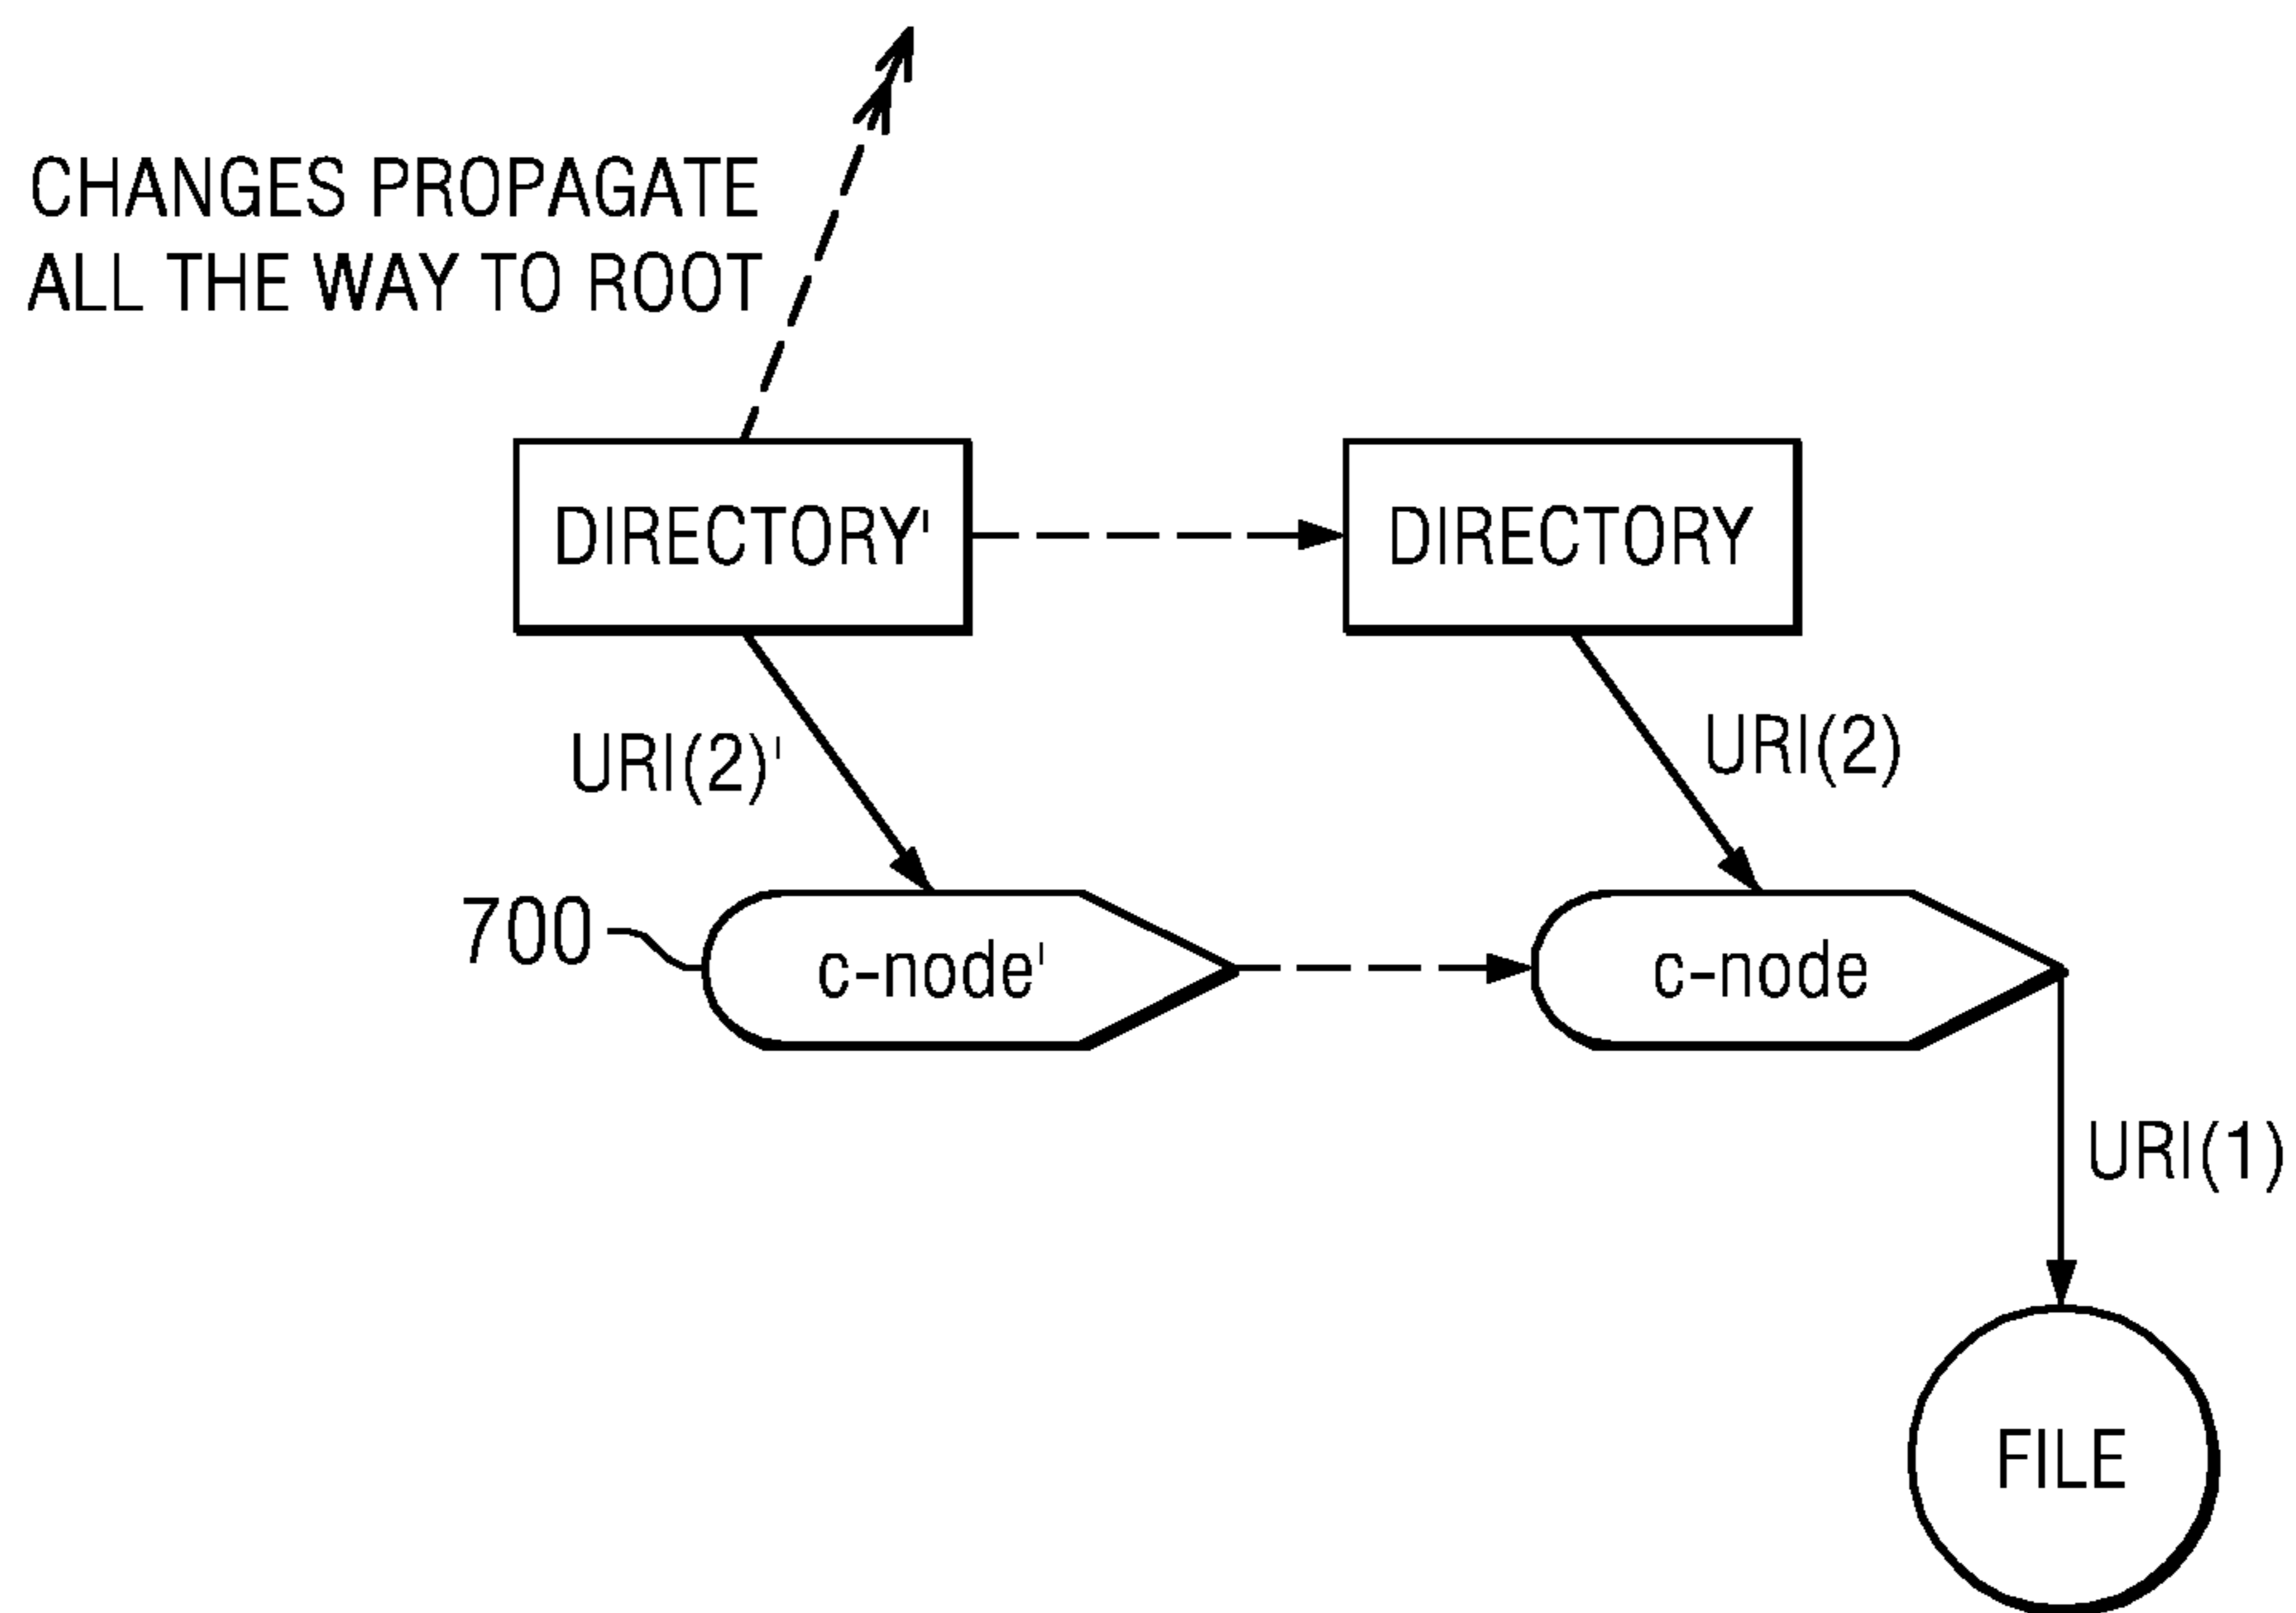 CHANGES PROPAGATE
ALL THE WAY TO ROOT
DIRECTORY'
DIRECTORY
URI(2)'
URI(2)
700
c-node'
c-node
URI(1)
FILE